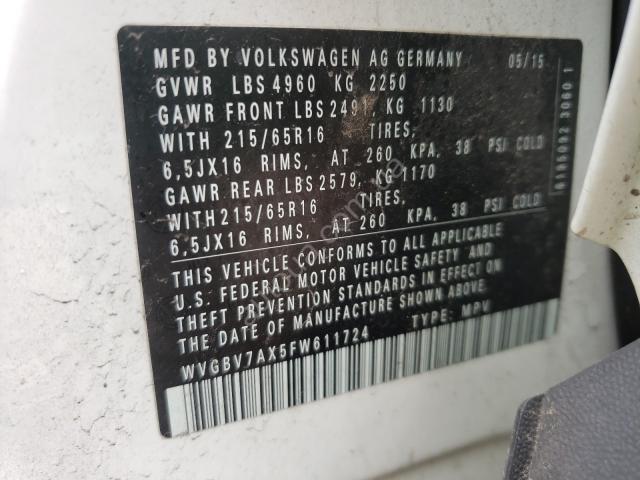 MFD BY VOLKSWAGEN AG GERMANY 05/15
GVWR LBS 4960 KG 2250
GAWR FRONT LBS 2491, KG 1130
WITH 215/65R16 TIRES,
6,5JX16 RIMS, AT 260 KPA, 38 PSI COLD
GAWR REAR LBS 2579, KG 1170
WITH 215/65R16 TIRES,
6,5JX16 RIMS, AT 260 KPA, 38 PSI COLD
THIS VEHICLE CONFORMS TO ALL APPLICABLE
U.S. FEDERAL MOTOR VEHICLE SAFETY AND
THEFT PREVENTION STANDARDS IN EFFECT ON
THE DATE OF MANUFACTURE SHOWN ABOVE.
WVGBV7AX5FW611724 TYPE: MPV